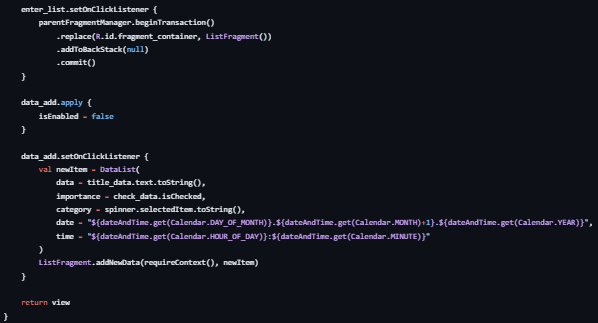 enter_list.setOnClickListener {
    parentFragmentManager.beginTransaction()
        .replace(R.id.fragment_container, ListFragment())
        .addToBackStack(null)
        .commit()
}

data_add.apply {
    isEnabled = false
}

data_add.setOnClickListener {
    val newItem = DataList(
        data = title_data.text.toString(),
        importance = check_data.isChecked,
        category = spinner.selectedItem.toString(),
        date = "${dateAndTime.get(Calendar.DAY_OF_MONTH)}.${dateAndTime.get(Calendar.MONTH)+1}.${dateAndTime.get(Calendar.YEAR)}",
        time = "${dateAndTime.get(Calendar.HOUR_OF_DAY)}:${dateAndTime.get(Calendar.MINUTE)}"
    )
    ListFragment.addNewData(requireContext(), newItem)
}

return view
}